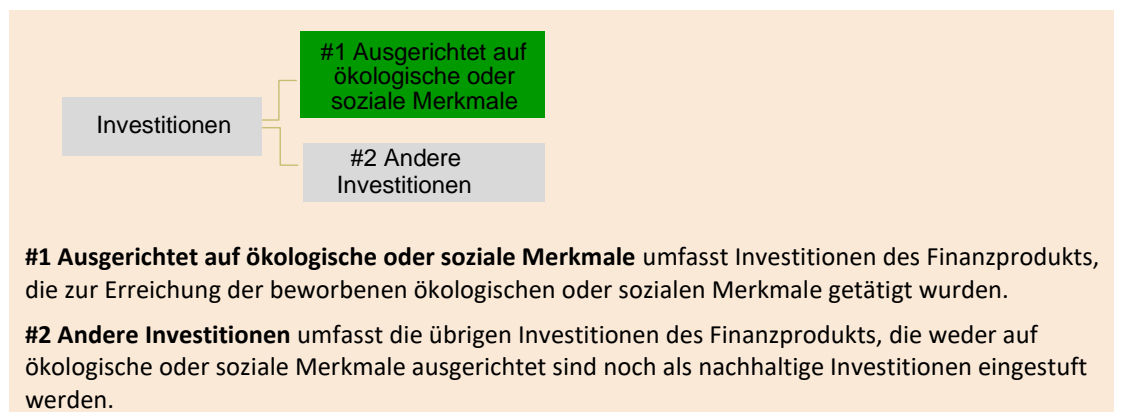 #1 Ausgerichtet auf
ökologische oder
soziale Merkmale
Investitionen
#2 Andere
Investitionen
#1 Ausgerichtet auf ökologische oder soziale Merkmale umfasst Investitionen des Finanzprodukts,
die zur Erreichung der beworbenen ökologischen oder sozialen Merkmale getätigt wurden.
#2 Andere Investitionen umfasst die übrigen Investitionen des Finanzprodukts, die weder auf
ökologische oder soziale Merkmale ausgerichtet sind noch als nachhaltige Investitionen eingestuft
werden.